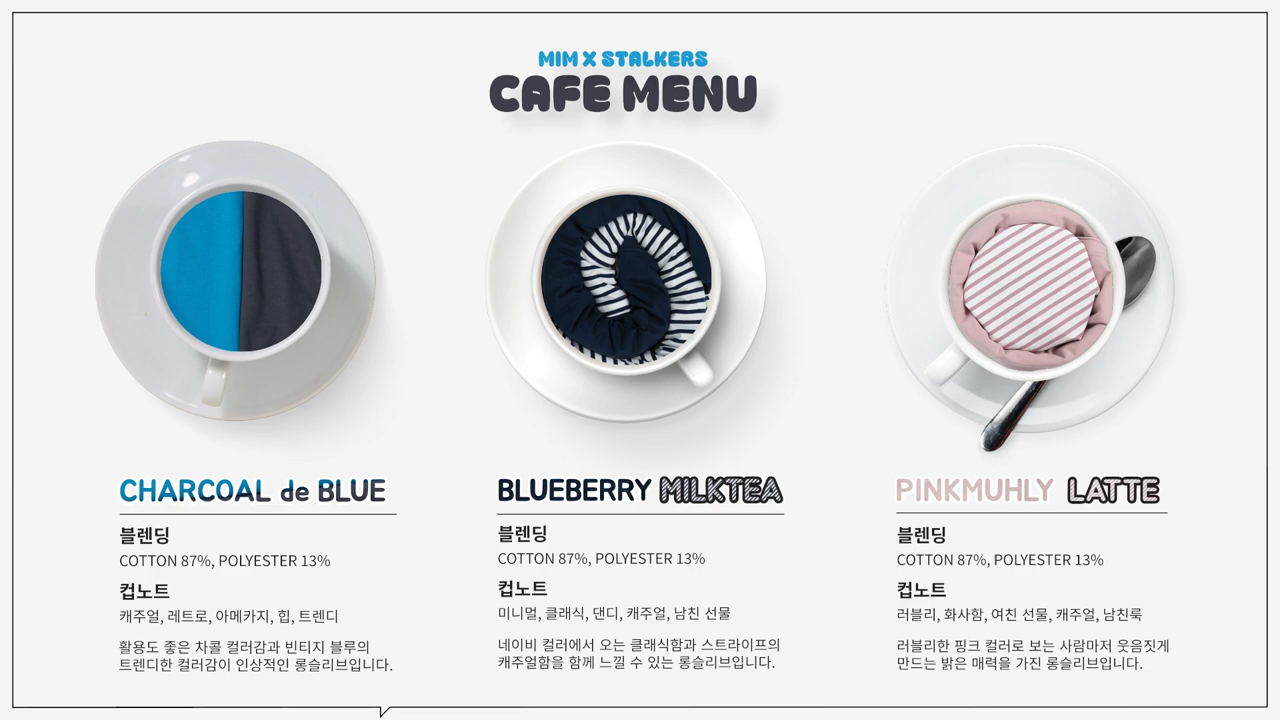 MIM X STALKERS
CAFE MENU
CHARCOAL de BLUE
블렌딩
COTTON 87%, POLYESTER 13%
컵노트
캐주얼, 레트로, 아메카지, 힙, 트렌디
활용도 좋은 차콜 컬러감과 빈티지 블루의
트렌디한 컬러감이 인상적인 롱슬리브입니다.
BLUEBERRY MILKTEA
블렌딩
COTTON 87%, POLYESTER 13%
컵노트
미니멀, 클래식, 댄디, 캐주얼, 남친 선물
네이비 컬러에서 오는 클래식함과 스트라이프의
캐주얼함을 함께 느낄 수 있는 롱슬리브입니다.
PINKMUHLY LATTE
블렌딩
COTTON 87%, POLYESTER 13%
컵노트
러블리, 화사함, 여친 선물, 캐주얼, 남친룩
러블리한 핑크 컬러로 보는 사람마저 웃음짓게
만드는 밝은 매력을 가진 롱슬리브입니다.